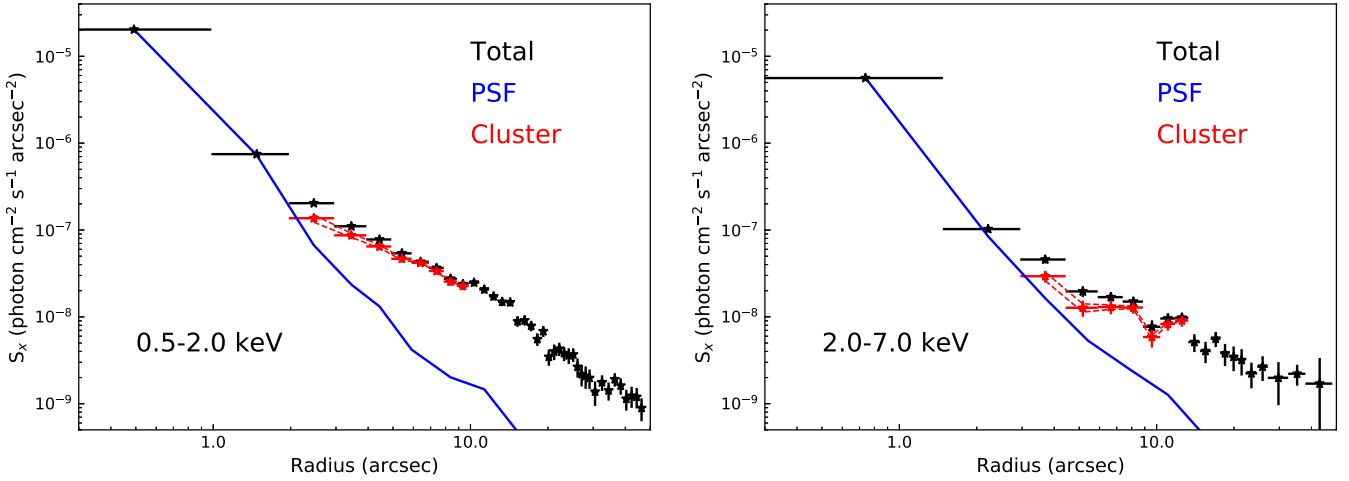 S_x (photon cm⁻² s⁻¹ arcsec⁻²)
10⁻⁵
10⁻⁶
10⁻⁷
10⁻⁸
10⁻⁹
Total
PSF
Cluster
0.5-2.0 keV
1.0
10.0
Radius (arcsec)
S_x (photon cm⁻² s⁻¹ arcsec⁻²)
10⁻⁵
10⁻⁶
10⁻⁷
10⁻⁸
10⁻⁹
Total
PSF
Cluster
2.0-7.0 keV
1.0
10.0
Radius (arcsec)